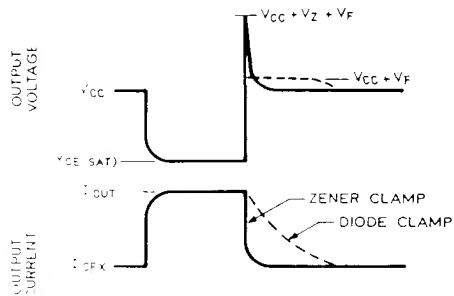 VCC + VZ + VF
OUTPUT
VOLTAGE
VCC + VF
VCC
VCE SAT)
IOUT
ZENER CLAMP
DIODE CLAMP
OUTPUT
CURRENT
ICEX